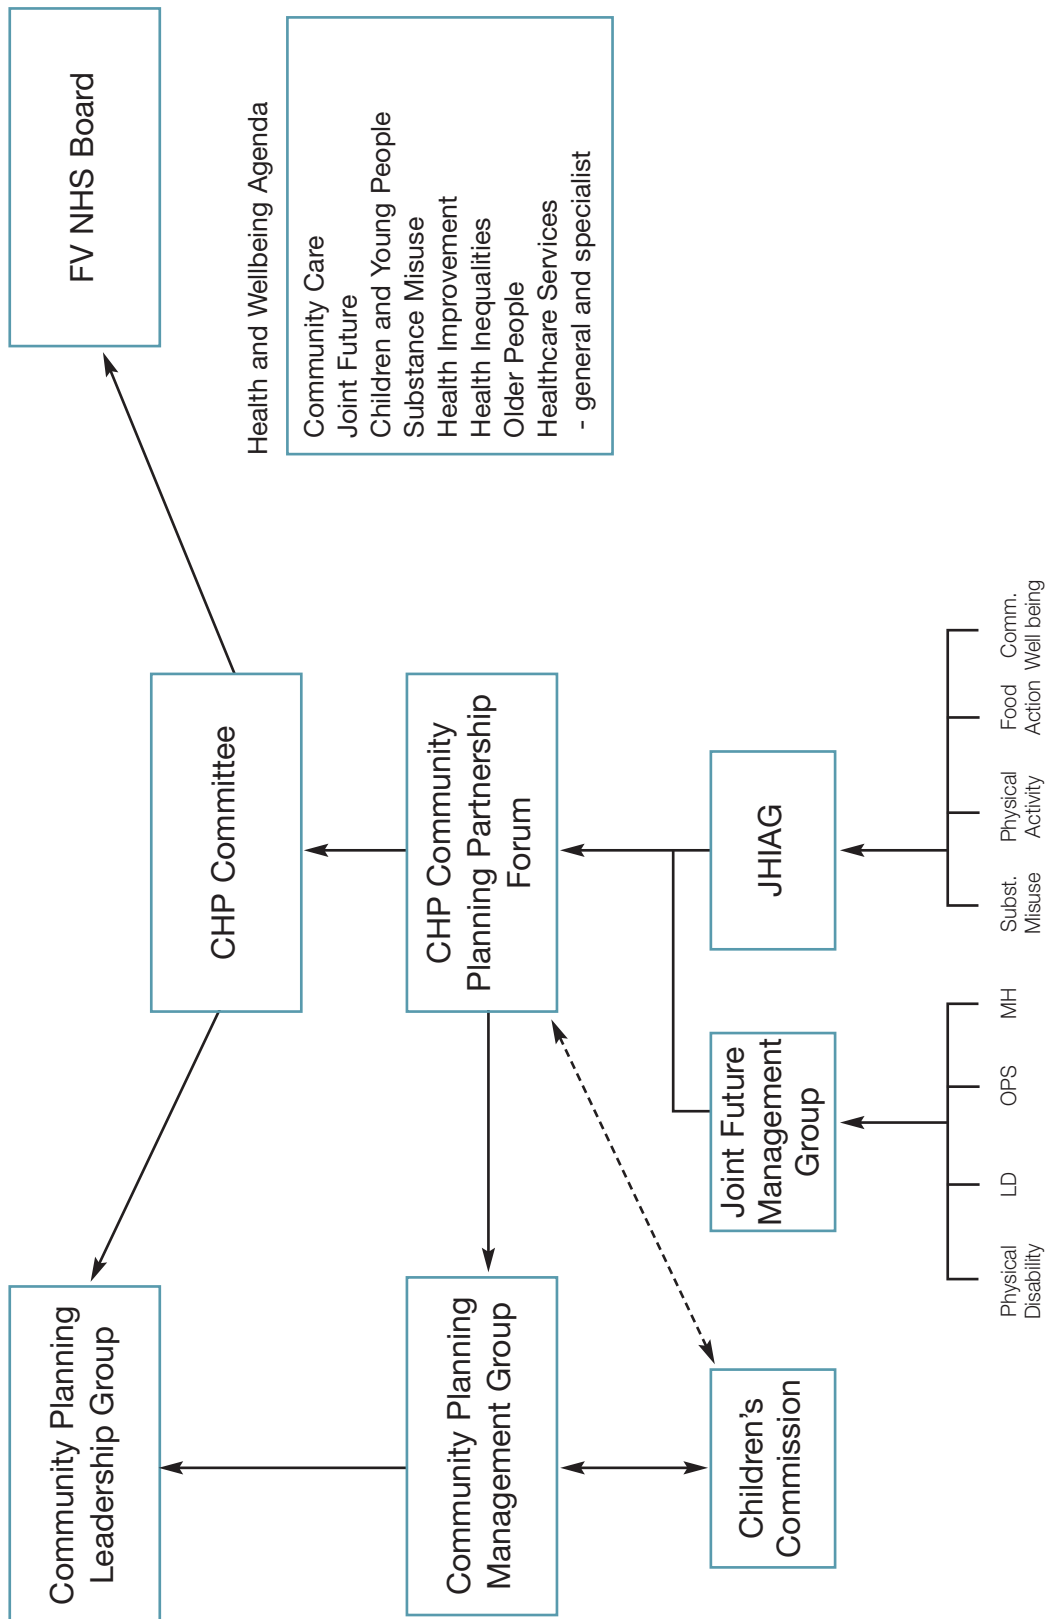 Community Planning
Leadership Group
FV NHS Board
CHP Committee
Health and Wellbeing Agenda
Community Care
Joint Future
Children and Young People
Substance Misuse
Health Improvement
Health Inequalities
Older People
Healthcare Services
- general and specialist
Community Planning
Management Group
CHP Community
Planning Partnership
Forum
Children's
Commission
Joint Future
Management
Group
JHIAG
Physical
Disability
LD
OPS
MH
Subst.
Misuse
Physical
Activity
Food
Action
Comm.
Well being